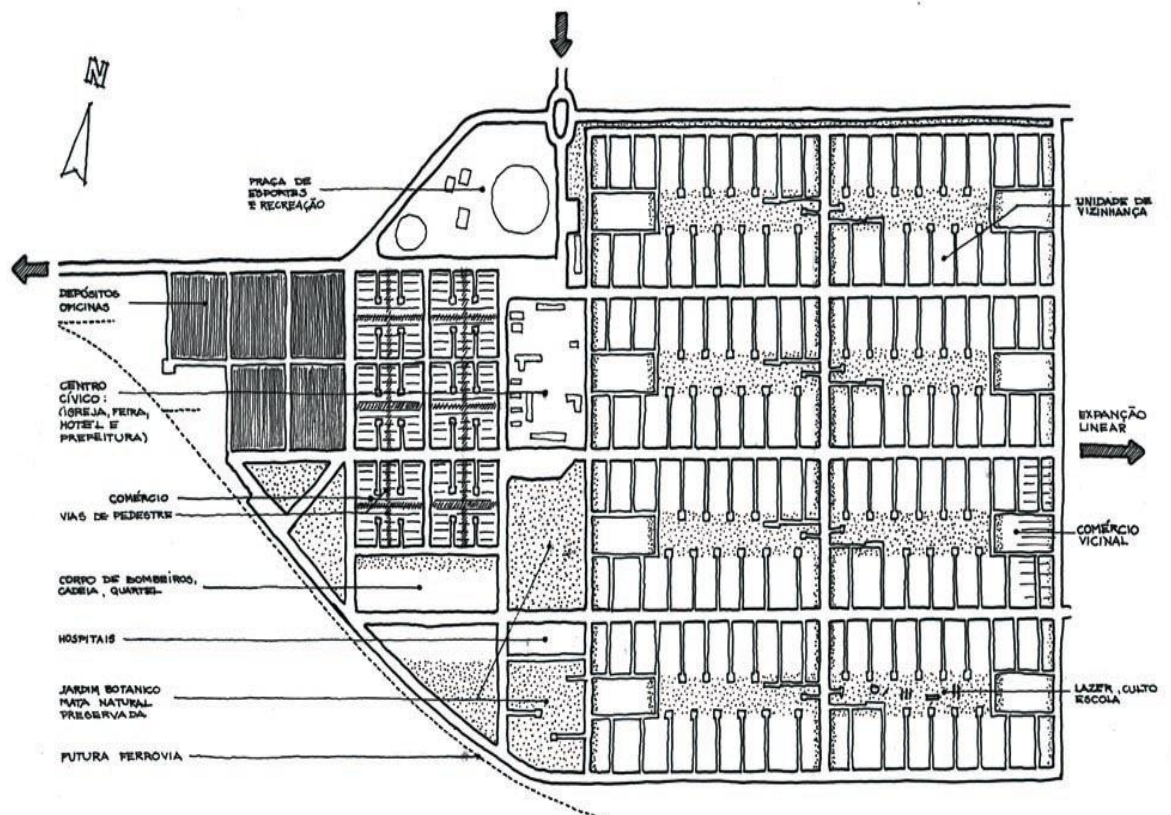 N
PRAÇA DE
ESPORTES
E RECREAÇÃO
UNIDADE DE
VIZINHANÇA
DEPÓSITOS
OFICINAS
CENTRO
CÍVICO:
(IGREJA, FEIRA,
HOTEL E
PREFEITURA)
EXPANÇÃO
LINEAR
COMÉRCIO
VIAS DE PEDESTRE
COMÉRCIO
VICINAL
CORPO DE BOMBEIROS,
CADEIA, QUARTEL
HOSPITAIS
JARDIM BOTANICO
MATA NATURAL
PRESERVADA
LAZER, CULTO
ESCOLA
FUTURA FERROVIA